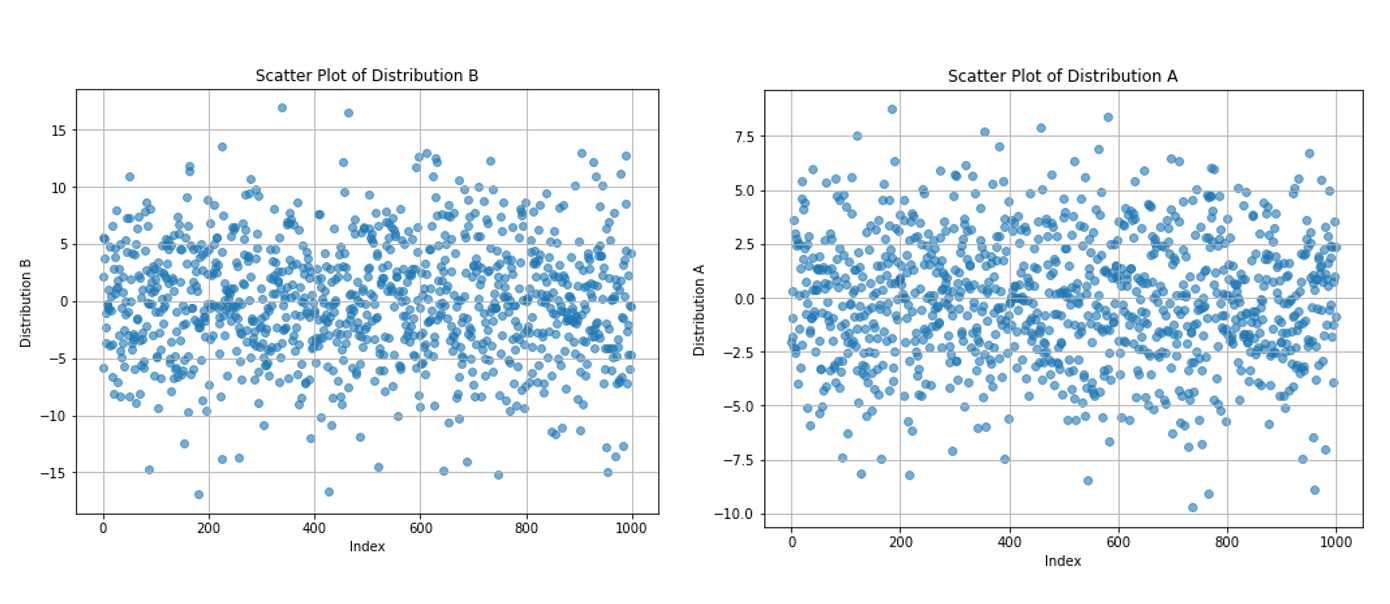 Scatter Plot of Distribution B
15
10
5
0
−5
−10
−15
Distribution B
0 200 400 600 800 1000
Index
Scatter Plot of Distribution A
7.5
5.0
2.5
0.0
−2.5
−5.0
−7.5
−10.0
Distribution A
0 200 400 600 800 1000
Index